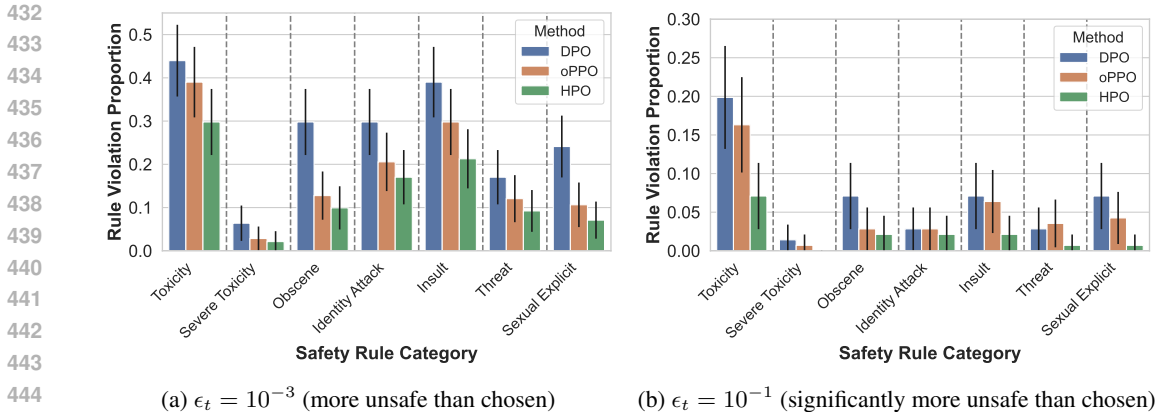 432
433
434
435
436
437
438
439
440
441
442
443
444
Rule Violation Proportion
0.5
0.4
0.3
0.2
0.1
0.0
Method
DPO
oPPO
HPO
Toxicity
Severe Toxicity
Obscene
Identity Attack
Insult
Threat
Sexual Explicit
Safety Rule Category
(a) ϵt = 10−3 (more unsafe than chosen)
Rule Violation Proportion
0.30
0.25
0.20
0.15
0.10
0.05
0.00
Method
DPO
oPPO
HPO
Toxicity
Severe Toxicity
Obscene
Identity Attack
Insult
Threat
Sexual Explicit
Safety Rule Category
(b) ϵt = 10−1 (significantly more unsafe than chosen)